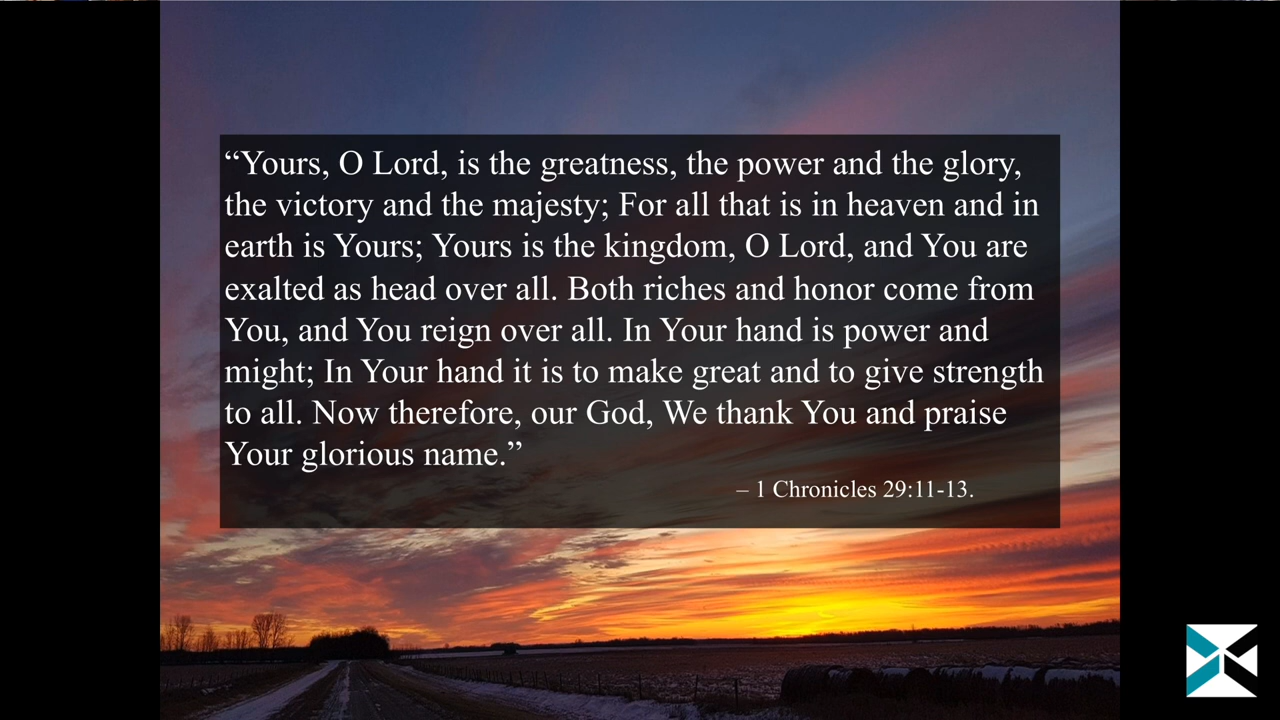 “Yours, O Lord, is the greatness, the power and the glory,
the victory and the majesty; For all that is in heaven and in
earth is Yours; Yours is the kingdom, O Lord, and You are
exalted as head over all. Both riches and honor come from
You, and You reign over all. In Your hand is power and
might; In Your hand it is to make great and to give strength
to all. Now therefore, our God, We thank You and praise
Your glorious name.”
– 1 Chronicles 29:11-13.